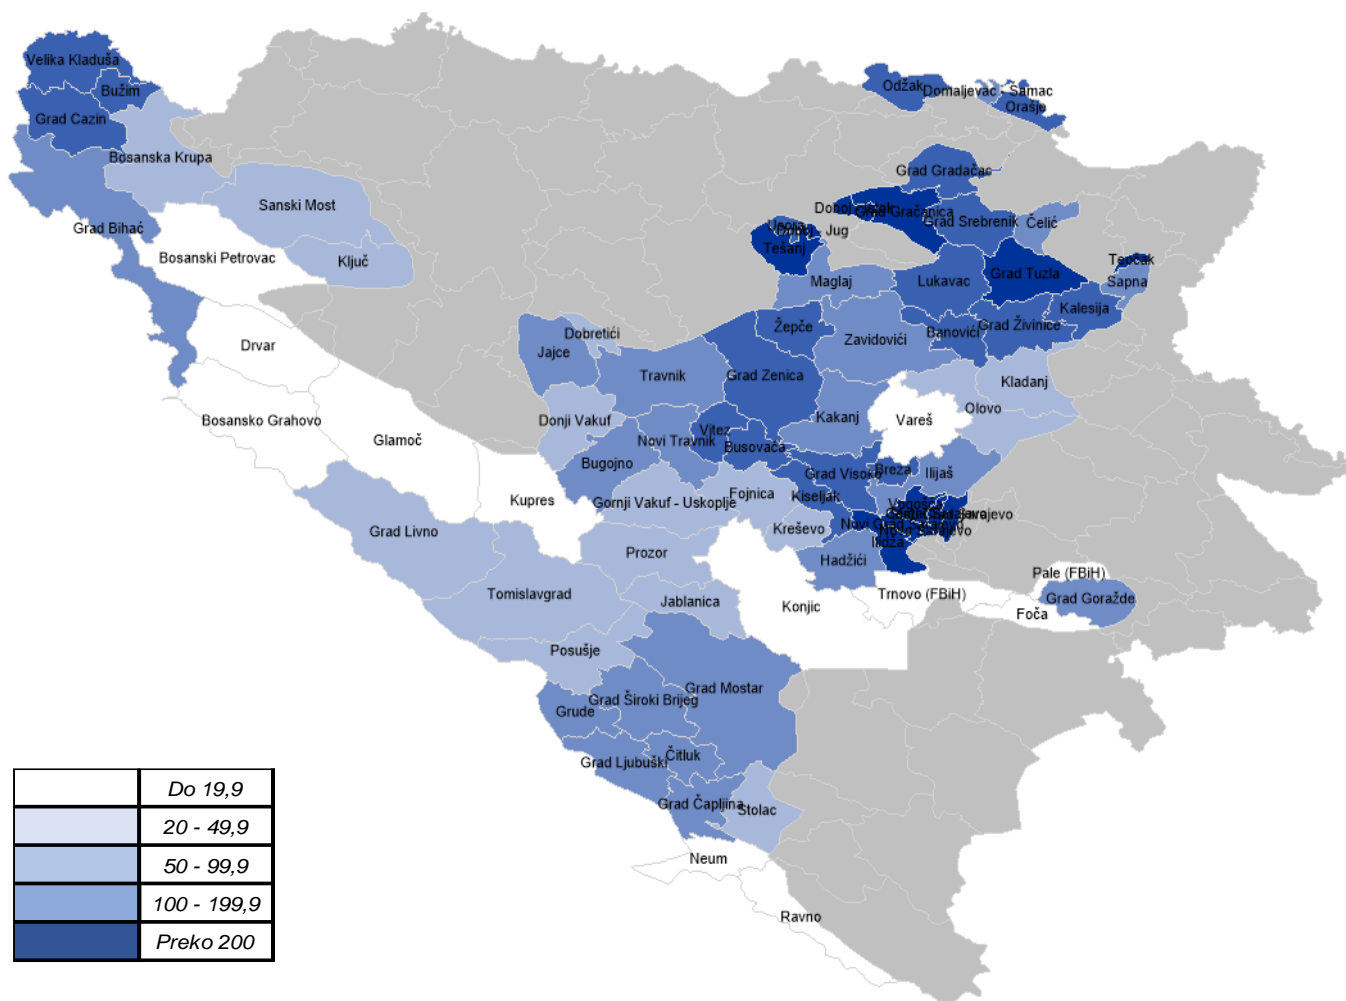 Velika Kladuša
Bužim
Grad Cazin
Bosanska Krupa
Sanski Most
Grad Bihać
Bosanski Petrovac
Ključ
Drvar
Bosansko Grahovo
Glamoč
Kupres
Grad Livno
Tomislavgrad
Posušje
Odžak
Domaljevac - Šamac
Orašje
Grad Gradačac
Grad Gračanica
Grad Srebrenik
Čelić
Tešanj
Maglaj
Lukavac
Grad Tuzla
Teočak
Sapna
Kalesija
Žepče
Zavidovići
Banovići
Grad Živinice
Dobretići
Jajce
Travnik
Grad Zenica
Kakanj
Vareš
Kladanj
Olovo
Donji Vakuf
Novi Travnik
Vitez
Busovača
Bugojno
Gornji Vakuf - Uskoplje
Fojnica
Grad Visoko
Breza
Ilijaš
Kiseljak
Kreševo
Hadžići
Prozor
Jablanica
Konjic
Trnovo (FBiH)
Pale (FBiH)
Foča
Grad Goražde
Grad Mostar
Grad Široki Brijeg
Grude
Čitluk
Grad Ljubuški
Grad Čapljina
Stolac
Neum
Ravno
Do 19,9
20 - 49,9
50 - 99,9
100 - 199,9
Preko 200